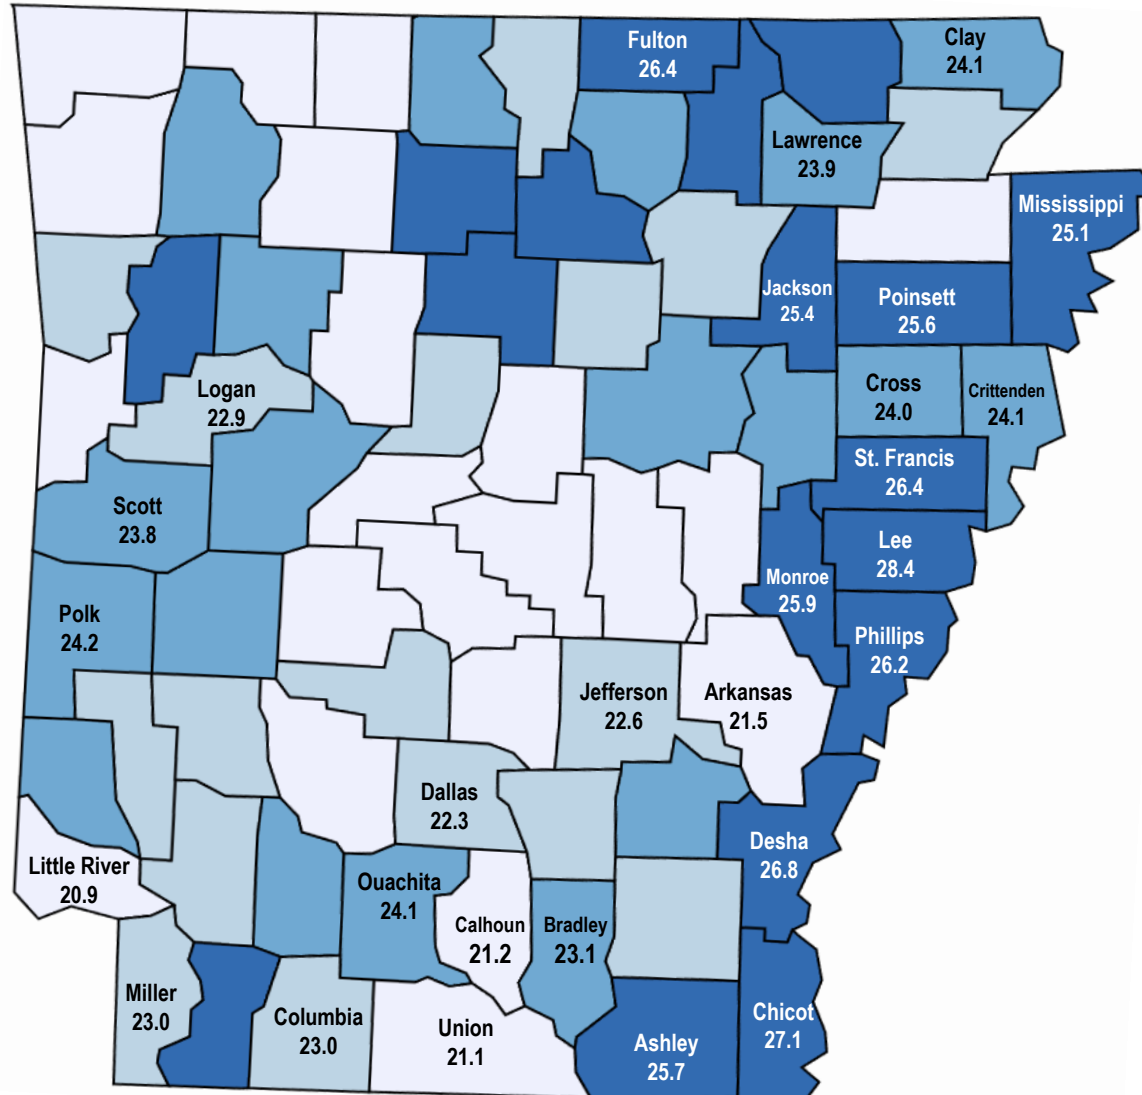 Fulton
26.4
Clay
24.1
Lawrence
23.9
Mississippi
25.1
Jackson
25.4
Poinsett
25.6
Logan
22.9
Cross
24.0
Crittenden
24.1
St. Francis
26.4
Scott
23.8
Lee
28.4
Monroe
25.9
Polk
24.2
Phillips
26.2
Jefferson
22.6
Arkansas
21.5
Dallas
22.3
Desha
26.8
Little River
20.9
Ouachita
24.1
Calhoun
21.2
Bradley
23.1
Miller
23.0
Columbia
23.0
Union
21.1
Ashley
25.7
Chicot
27.1